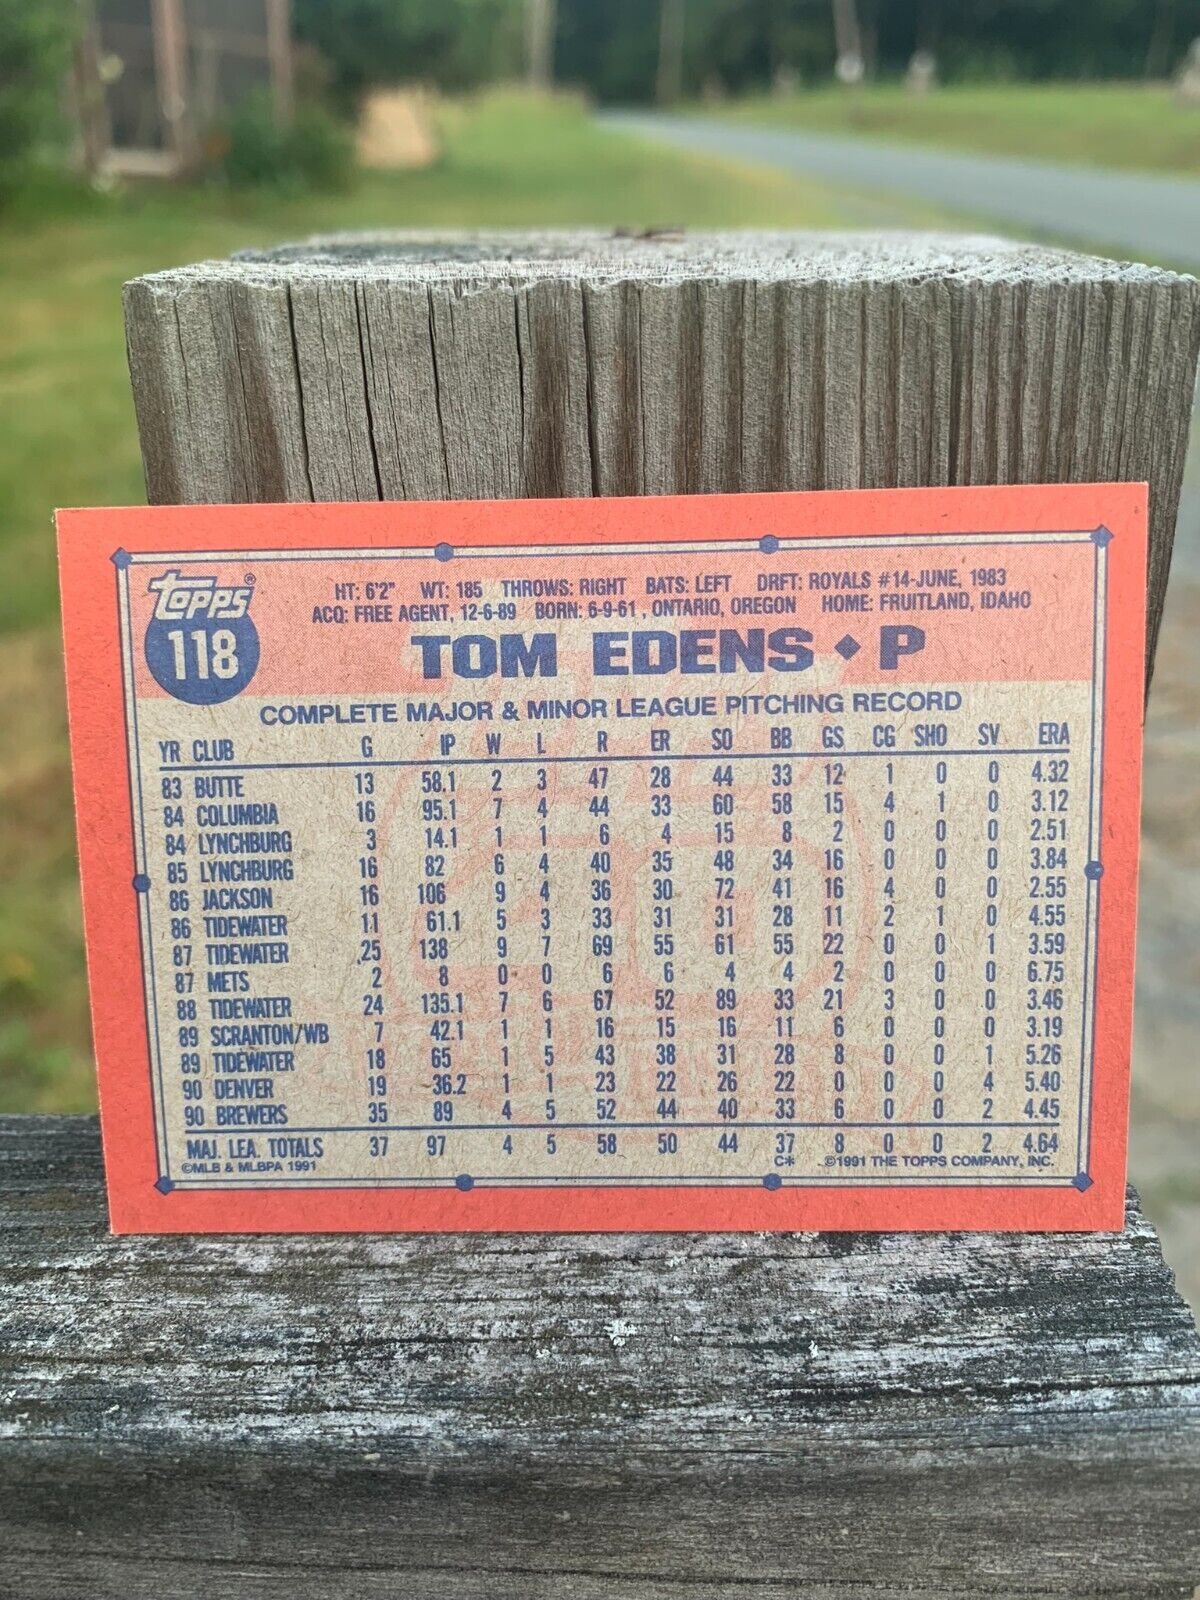 topps®
118
HT: 6'2" WT: 185 THROWS: RIGHT BATS: LEFT DRFT: ROYALS #14-JUNE, 1983
ACQ: FREE AGENT, 12-6-89 BORN: 6-9-61, ONTARIO, OREGON HOME: FRUITLAND, IDAHO
TOM EDENS ◆ P
COMPLETE MAJOR & MINOR LEAGUE PITCHING RECORD
YR CLUB G IP W L R ER SO BB GS CG SHO SV ERA
83 BUTTE 13 58.1 2 3 47 28 44 33 12 1 0 0 4.32
84 COLUMBIA 16 95.1 7 4 44 33 60 58 15 4 1 0 3.12
84 LYNCHBURG 3 14.1 1 1 6 4 15 8 2 0 0 0 2.51
85 LYNCHBURG 16 82 6 4 40 35 48 34 16 0 0 0 3.84
86 JACKSON 16 106 9 4 36 30 72 41 16 4 0 0 2.55
86 TIDEWATER 11 61.1 5 3 33 31 31 28 11 2 1 0 4.55
87 TIDEWATER 25 138 9 7 69 55 61 55 22 0 0 1 3.59
87 METS 2 8 0 0 6 6 4 4 2 0 0 0 6.75
88 TIDEWATER 24 135.1 7 6 67 52 89 33 21 3 0 0 3.46
89 SCRANTON/WB 7 42.1 1 1 16 15 16 11 6 0 0 0 3.19
89 TIDEWATER 18 65 1 5 43 38 31 28 8 0 0 1 5.26
90 DENVER 19 36.2 1 1 23 22 26 22 0 0 0 4 5.40
90 BREWERS 35 89 4 5 52 44 40 33 6 0 0 2 4.45
MAJ. LEA. TOTALS 37 97 4 5 58 50 44 37 8 0 0 2 4.64
©MLB & MLBPA 1991 C* ©1991 THE TOPPS COMPANY, INC.